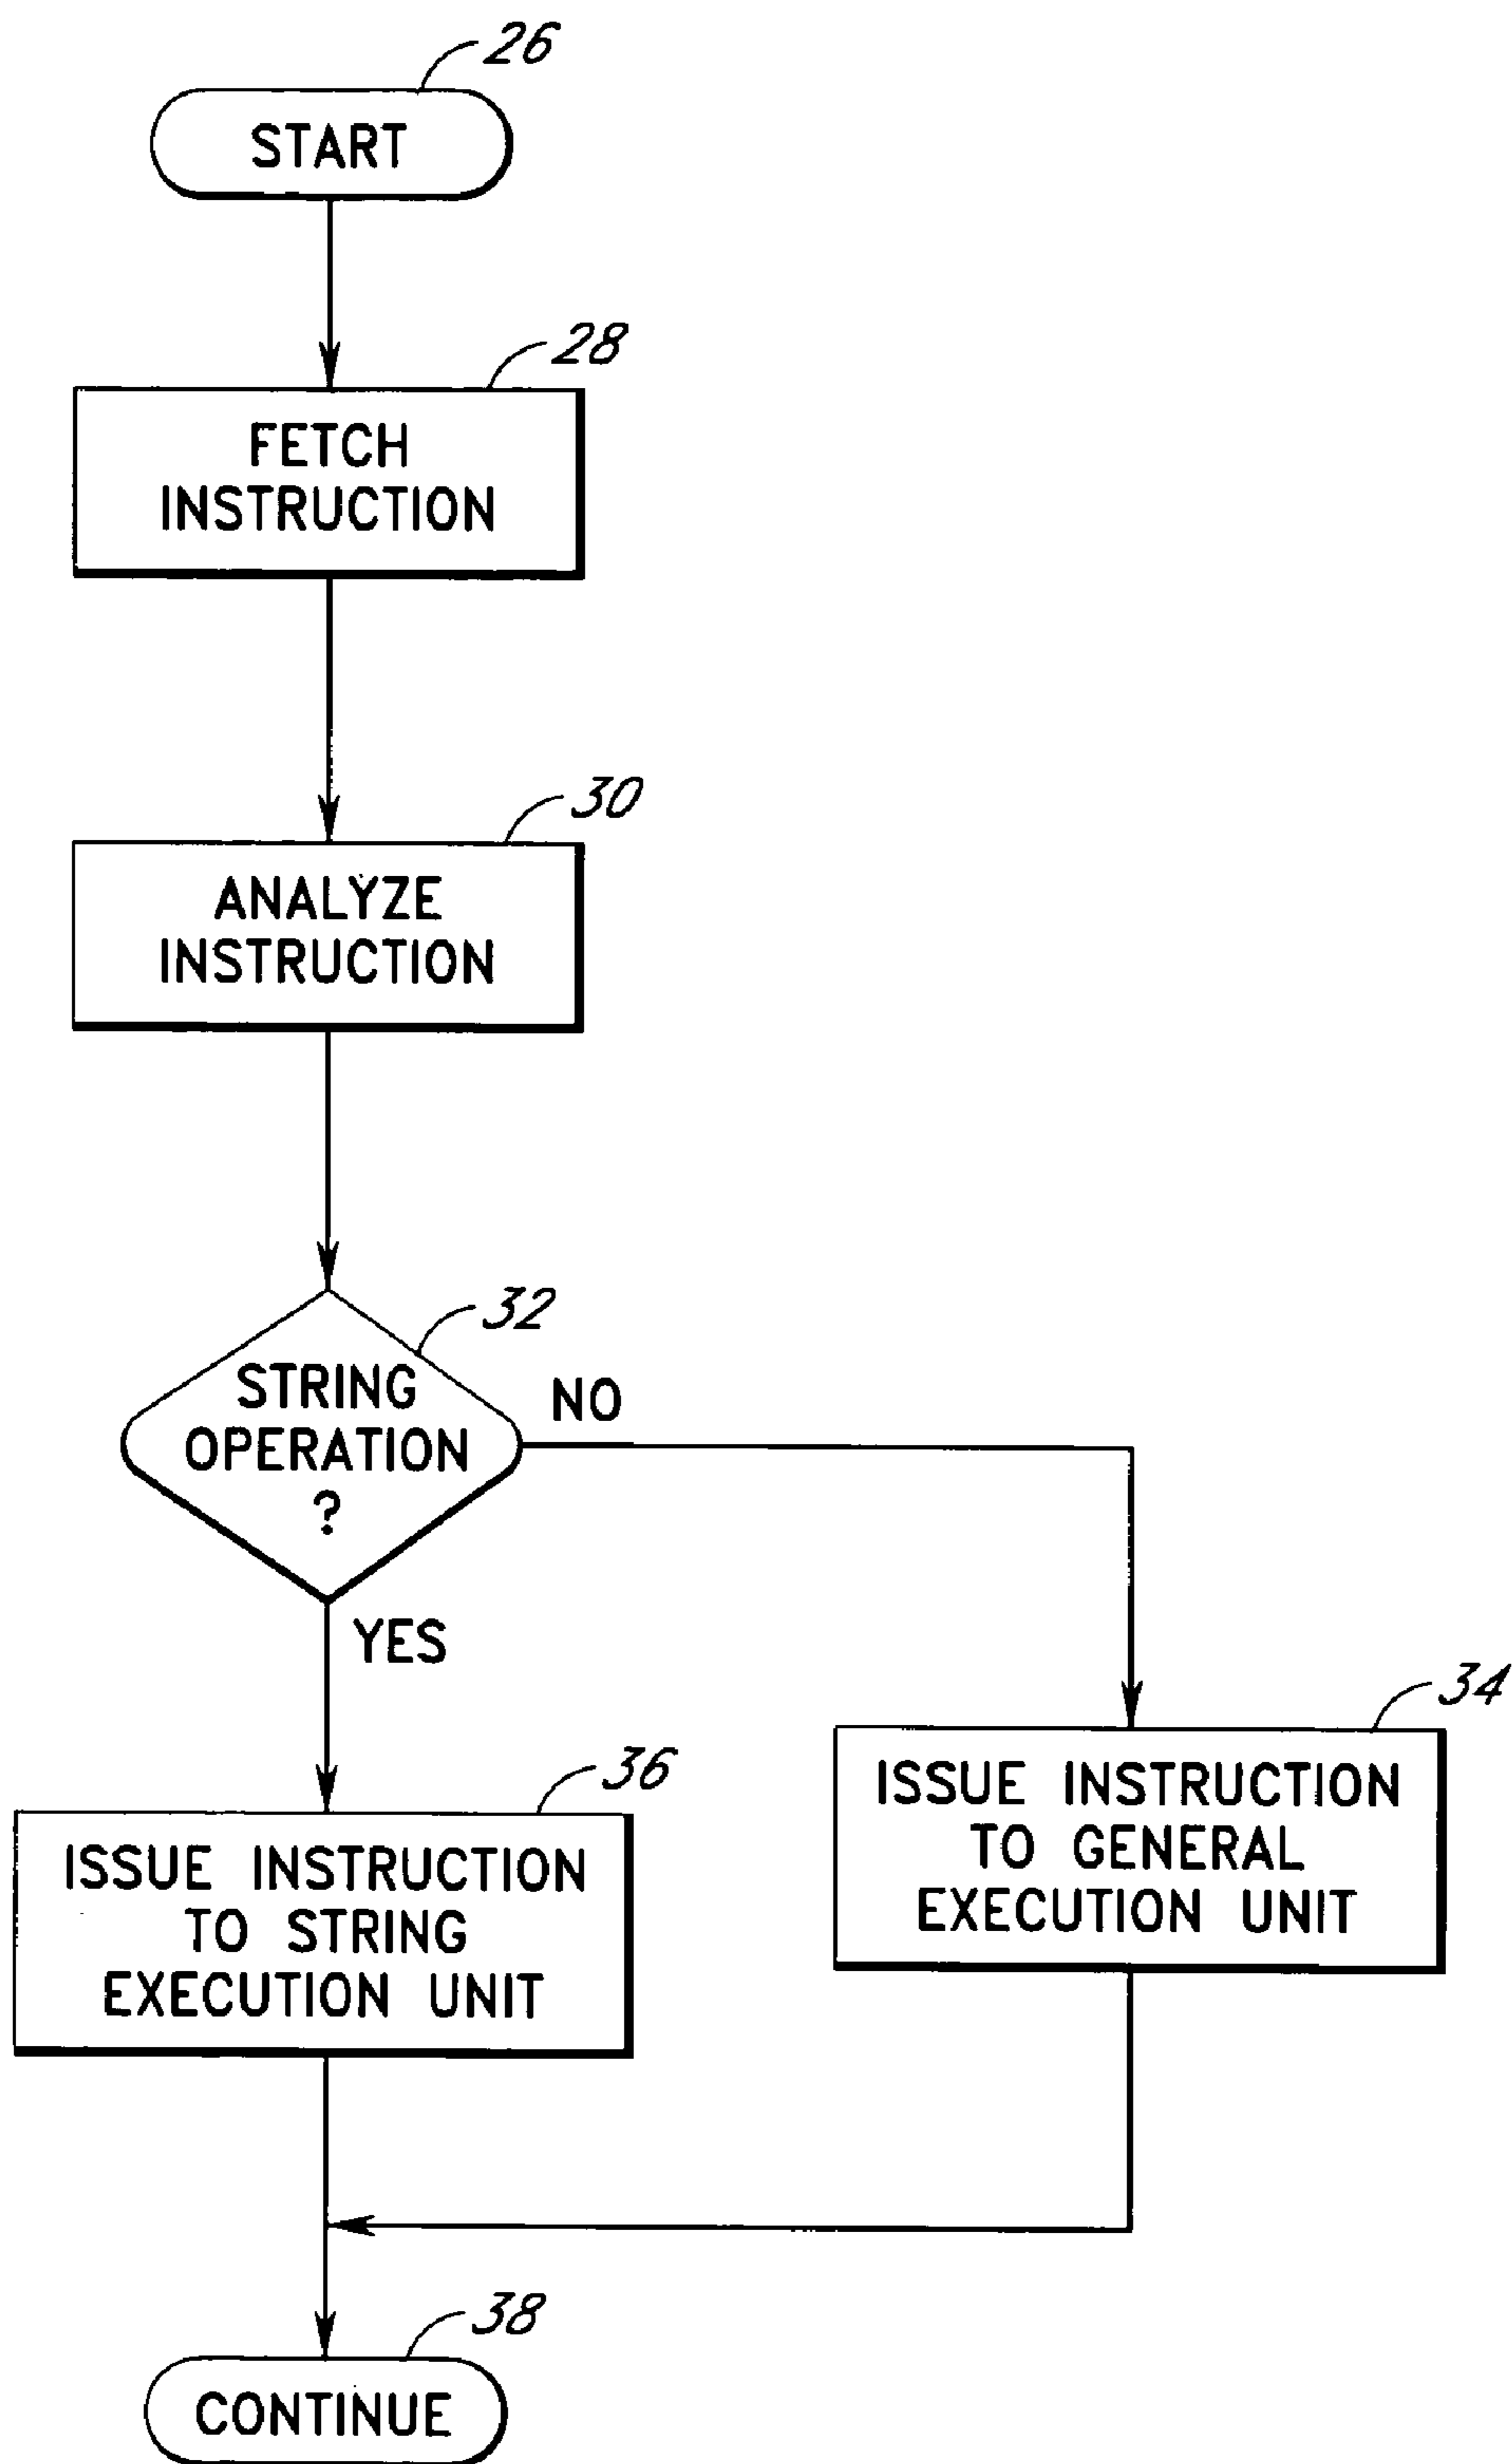 26
START
28
FETCH
INSTRUCTION
30
ANALYZE
INSTRUCTION
32
STRING
OPERATION
?
NO
YES
34
ISSUE INSTRUCTION
TO GENERAL
EXECUTION UNIT
36
ISSUE INSTRUCTION
TO STRING
EXECUTION UNIT
38
CONTINUE